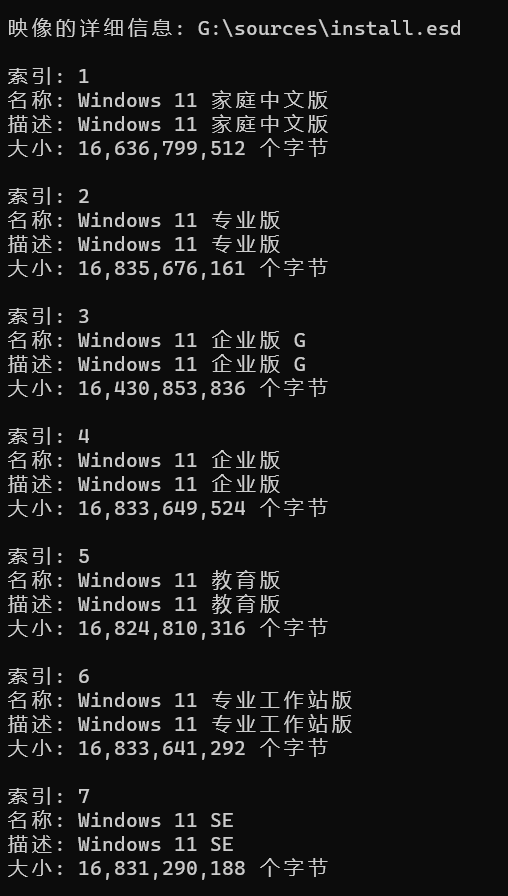 映像的详细信息: G:\sources\install.esd
索引: 1
名称: Windows 11 家庭中文版
描述: Windows 11 家庭中文版
大小: 16,636,799,512 个字节
索引: 2
名称: Windows 11 专业版
描述: Windows 11 专业版
大小: 16,835,676,161 个字节
索引: 3
名称: Windows 11 企业版 G
描述: Windows 11 企业版 G
大小: 16,430,853,836 个字节
索引: 4
名称: Windows 11 企业版
描述: Windows 11 企业版
大小: 16,833,649,524 个字节
索引: 5
名称: Windows 11 教育版
描述: Windows 11 教育版
大小: 16,824,810,316 个字节
索引: 6
名称: Windows 11 专业工作站版
描述: Windows 11 专业工作站版
大小: 16,833,641,292 个字节
索引: 7
名称: Windows 11 SE
描述: Windows 11 SE
大小: 16,831,290,188 个字节